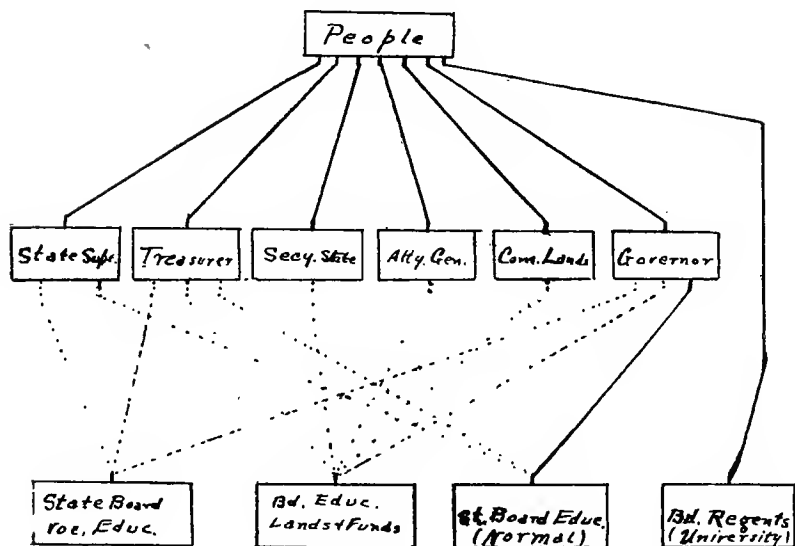 People
State Supt.
Treasurer
Secy. State
Atty. Gen.
Com. Lands
Governor
State Board
Voc. Educ.
Bd. Educ.
Lands & Funds
St. Board Educ.
(Normal)
Bd. Regents
(University)